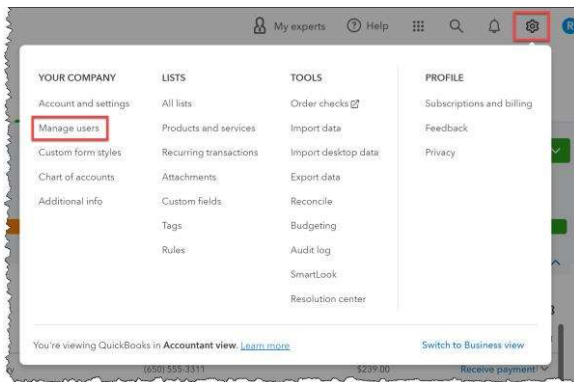 My experts Help
YOUR COMPANY LISTS TOOLS PROFILE
Account and settings All lists Order checks Subscriptions and billing
Manage users Products and services Import data Feedback
Custom form styles Recurring transactions Import desktop data Privacy
Chart of accounts Attachments Export data
Additional info Custom fields Reconcile
Tags Budgeting
Rules Audit log
SmartLook
Resolution center
You're viewing QuickBooks in Accountant view. Learn more Switch to Business view
(650) 555-3311 $239.00 Receive payment